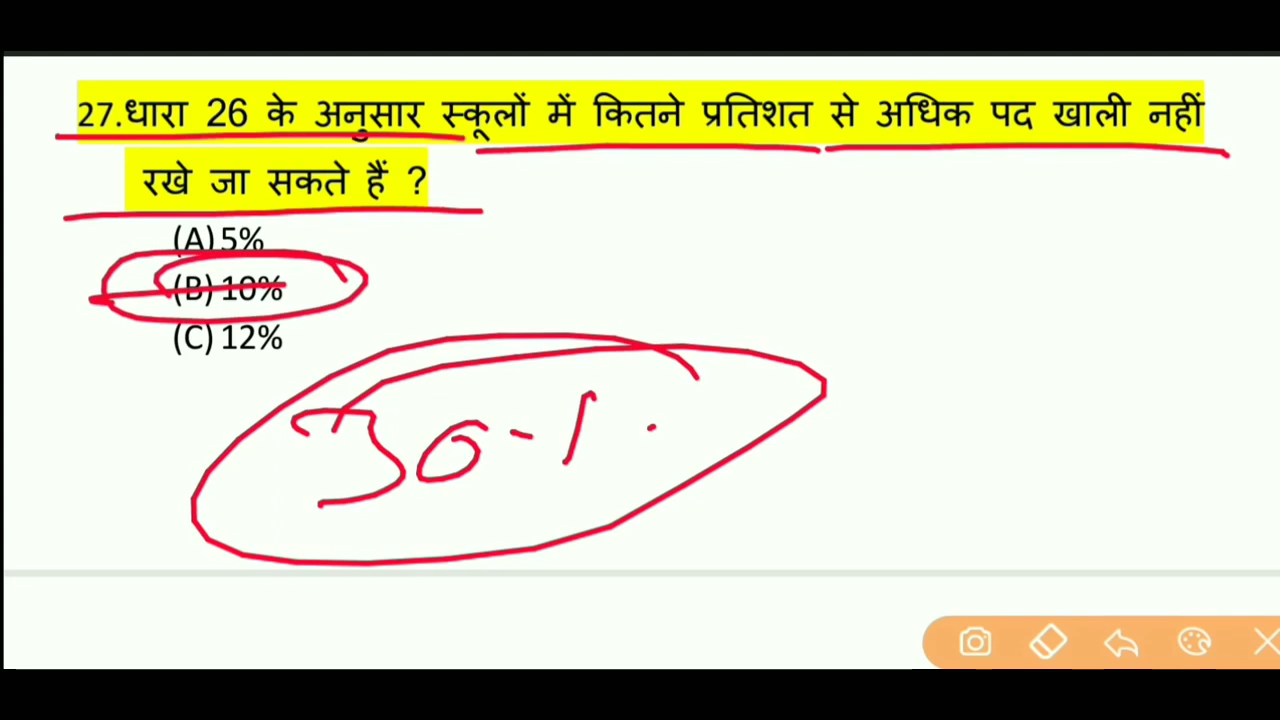 27.धारा 26 के अनुसार स्कूलों में कितने प्रतिशत से अधिक पद खाली नहीं
रखे जा सकते हैं ?
(A) 5%
(B) 10%
(C) 12%
30-1.